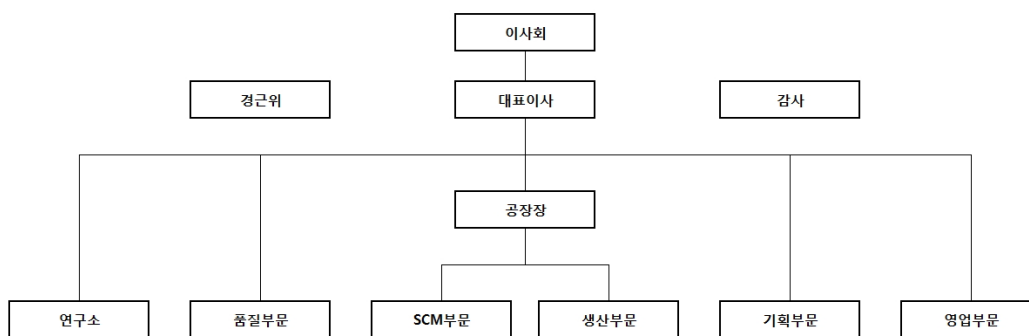 이사회
경근위
대표이사
감사
공장장
연구소
품질부문
SCM부문
생산부문
기획부문
영업부문